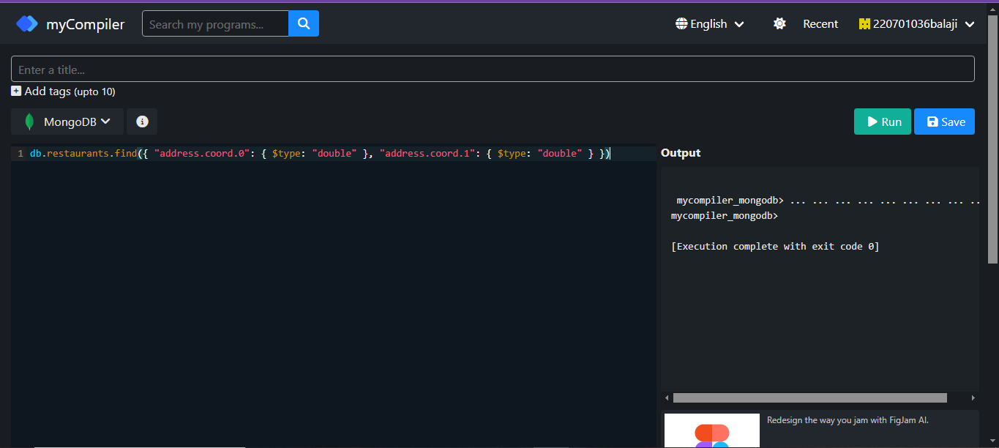 myCompiler
Search my programs...
English
Recent
220701036balaji
Enter a title...
Add tags (upto 10)
MongoDB
Run
Save
1 db.restaurants.find({ "address.coord.0": { $type: "double" }, "address.coord.1": { $type: "double" } })
Output
mycompiler_mongodb> ... ... ... ... ... ... ... ... ..
mycompiler_mongodb>
[Execution complete with exit code 0]
Redesign the way you jam with FigJam AI.